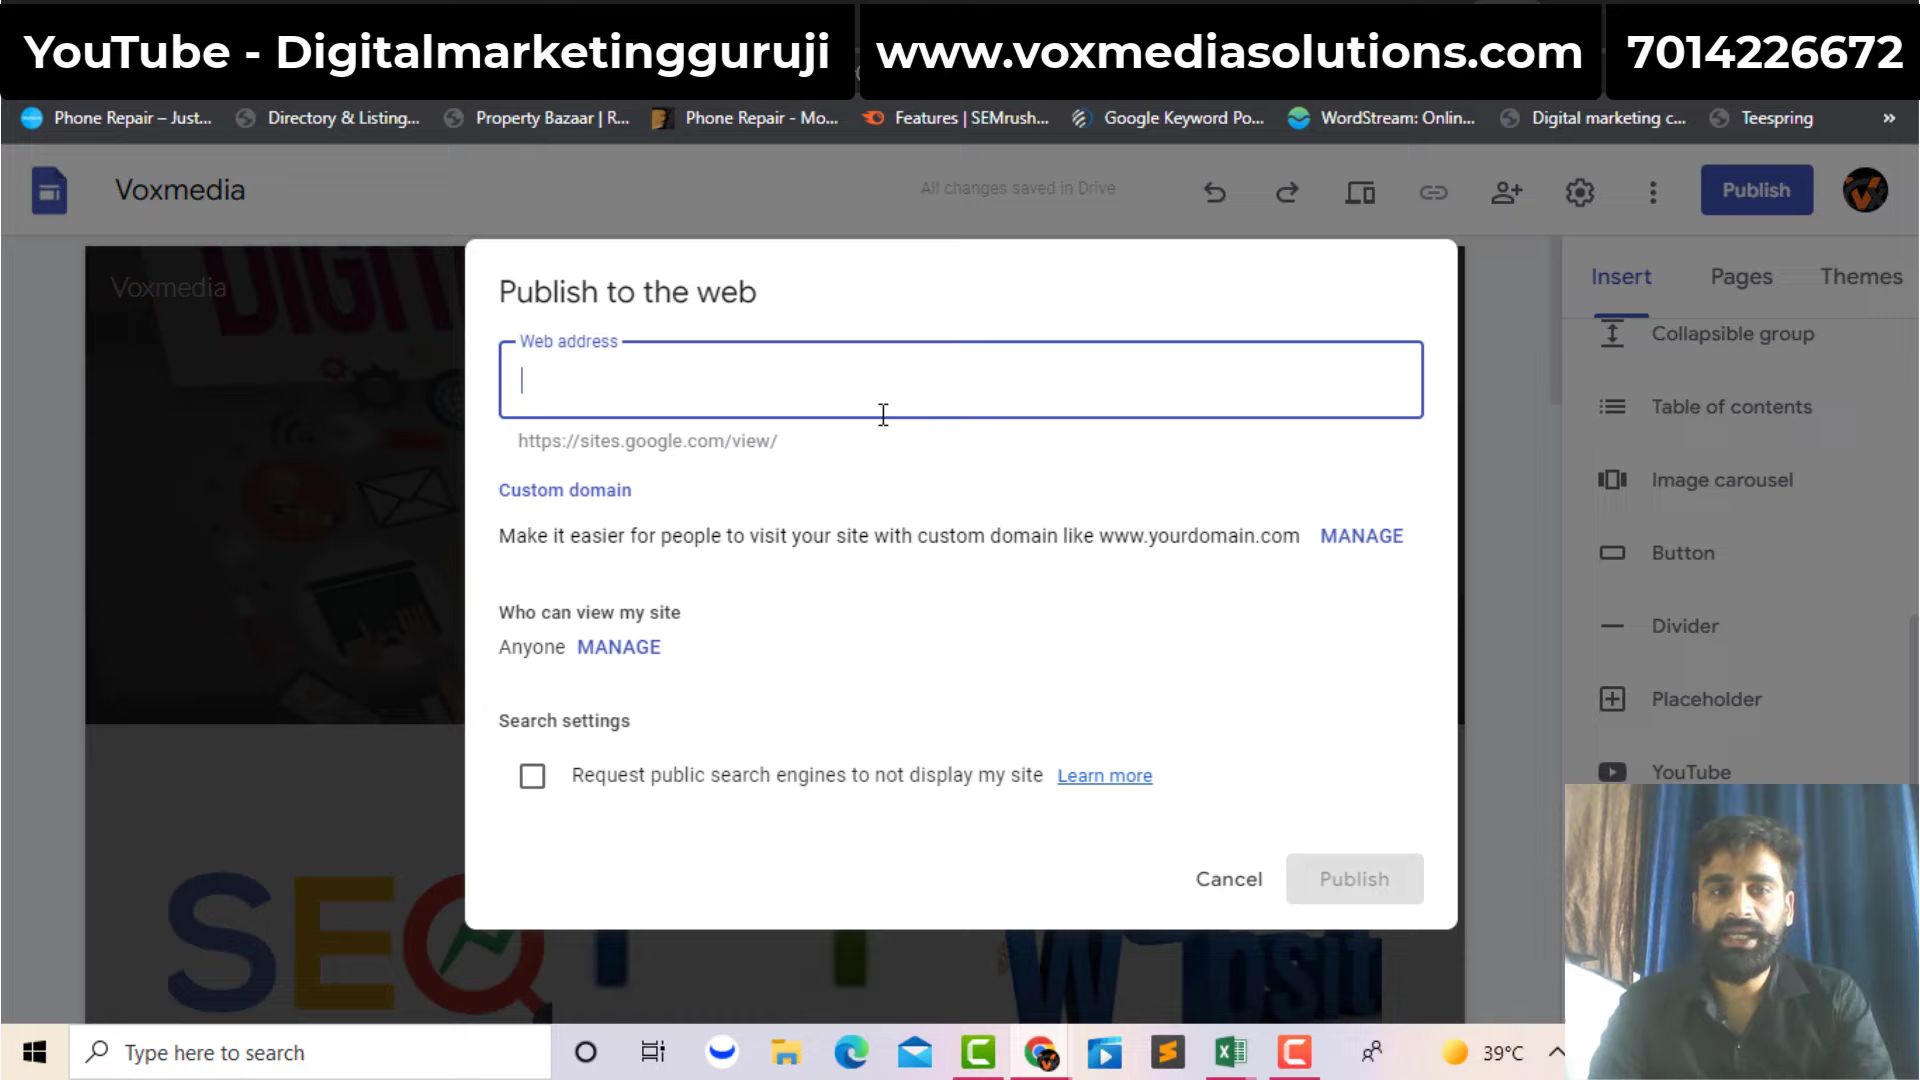 YouTube - Digitalmarketingguruji www.voxmediasolutions.com 7014226672
Phone Repair – Just... Directory & Listing... Property Bazaar | R... Phone Repair - Mo... Features | SEMrush... Google Keyword Po... WordStream: Onlin... Digital marketing c... Teespring »
Voxmedia All changes saved in Drive Publish
Voxmedia
Insert Pages Themes
Publish to the web
Web address
https://sites.google.com/view/
Custom domain
Make it easier for people to visit your site with custom domain like www.yourdomain.com MANAGE
Who can view my site
Anyone MANAGE
Search settings
Request public search engines to not display my site Learn more
Cancel Publish
Collapsible group
Table of contents
Image carousel
Button
Divider
Placeholder
YouTube
SEO
Type here to search
39°C